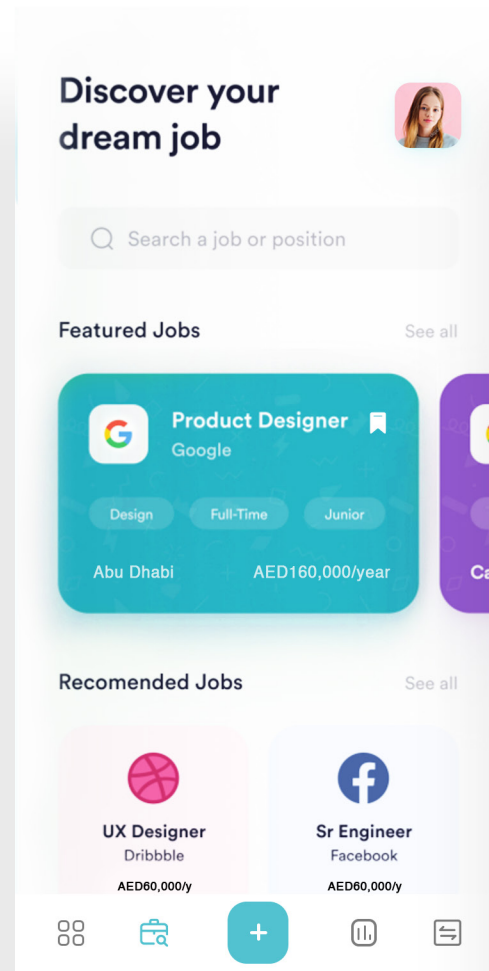 Discover your
dream job
Search a job or position
Featured Jobs See all
Product Designer
Google
Design Full-Time Junior
Abu Dhabi AED160,000/year
Ca
Recomended Jobs See all
UX Designer Sr Engineer
Dribbble Facebook
AED60,000/y AED60,000/y